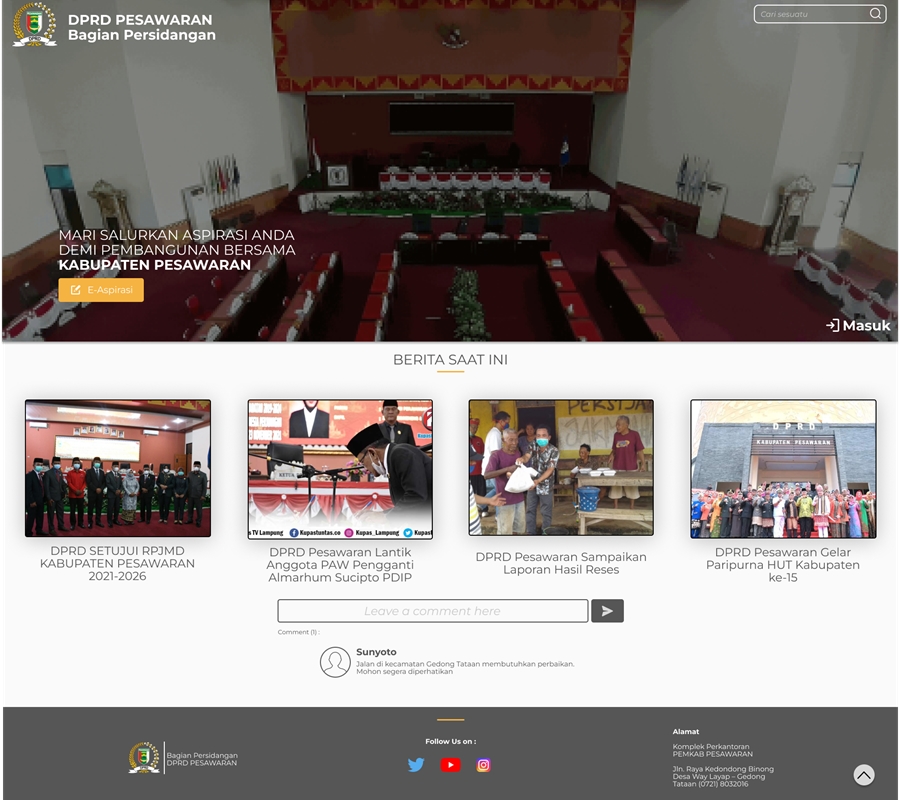 DPRD PESAWARAN
Bagian Persidangan
Cari sesuatu
MARI SALURKAN ASPIRASI ANDA
DEMI PEMBANGUNAN BERSAMA
KABUPATEN PESAWARAN
E-Aspirasi
Masuk
BERITA SAAT INI
KETUA
s TV Lampung Kupastuntas.co Kupas_Lampung Kupast
PERSIJA
JAKM
DPRD
KABUPATEN PESAWARAN
DPRD SETUJUI RPJMD
KABUPATEN PESAWARAN
2021-2026
DPRD Pesawaran Lantik
Anggota PAW Pengganti
Almarhum Sucipto PDIP
DPRD Pesawaran Sampaikan
Laporan Hasil Reses
DPRD Pesawaran Gelar
Paripurna HUT Kabupaten
ke-15
Leave a comment here
Comment (1) :
Sunyoto
Jalan di kecamatan Gedong Tataan membutuhkan perbaikan.
Mohon segera diperhatikan
DPRD
Bagian Persidangan
DPRD PESAWARAN
Follow Us on :
Alamat
Komplek Perkantoran
PEMKAB PESAWARAN
Jln. Raya Kedondong Binong
Desa Way Layap – Gedong
Tataan (0721) 8032016